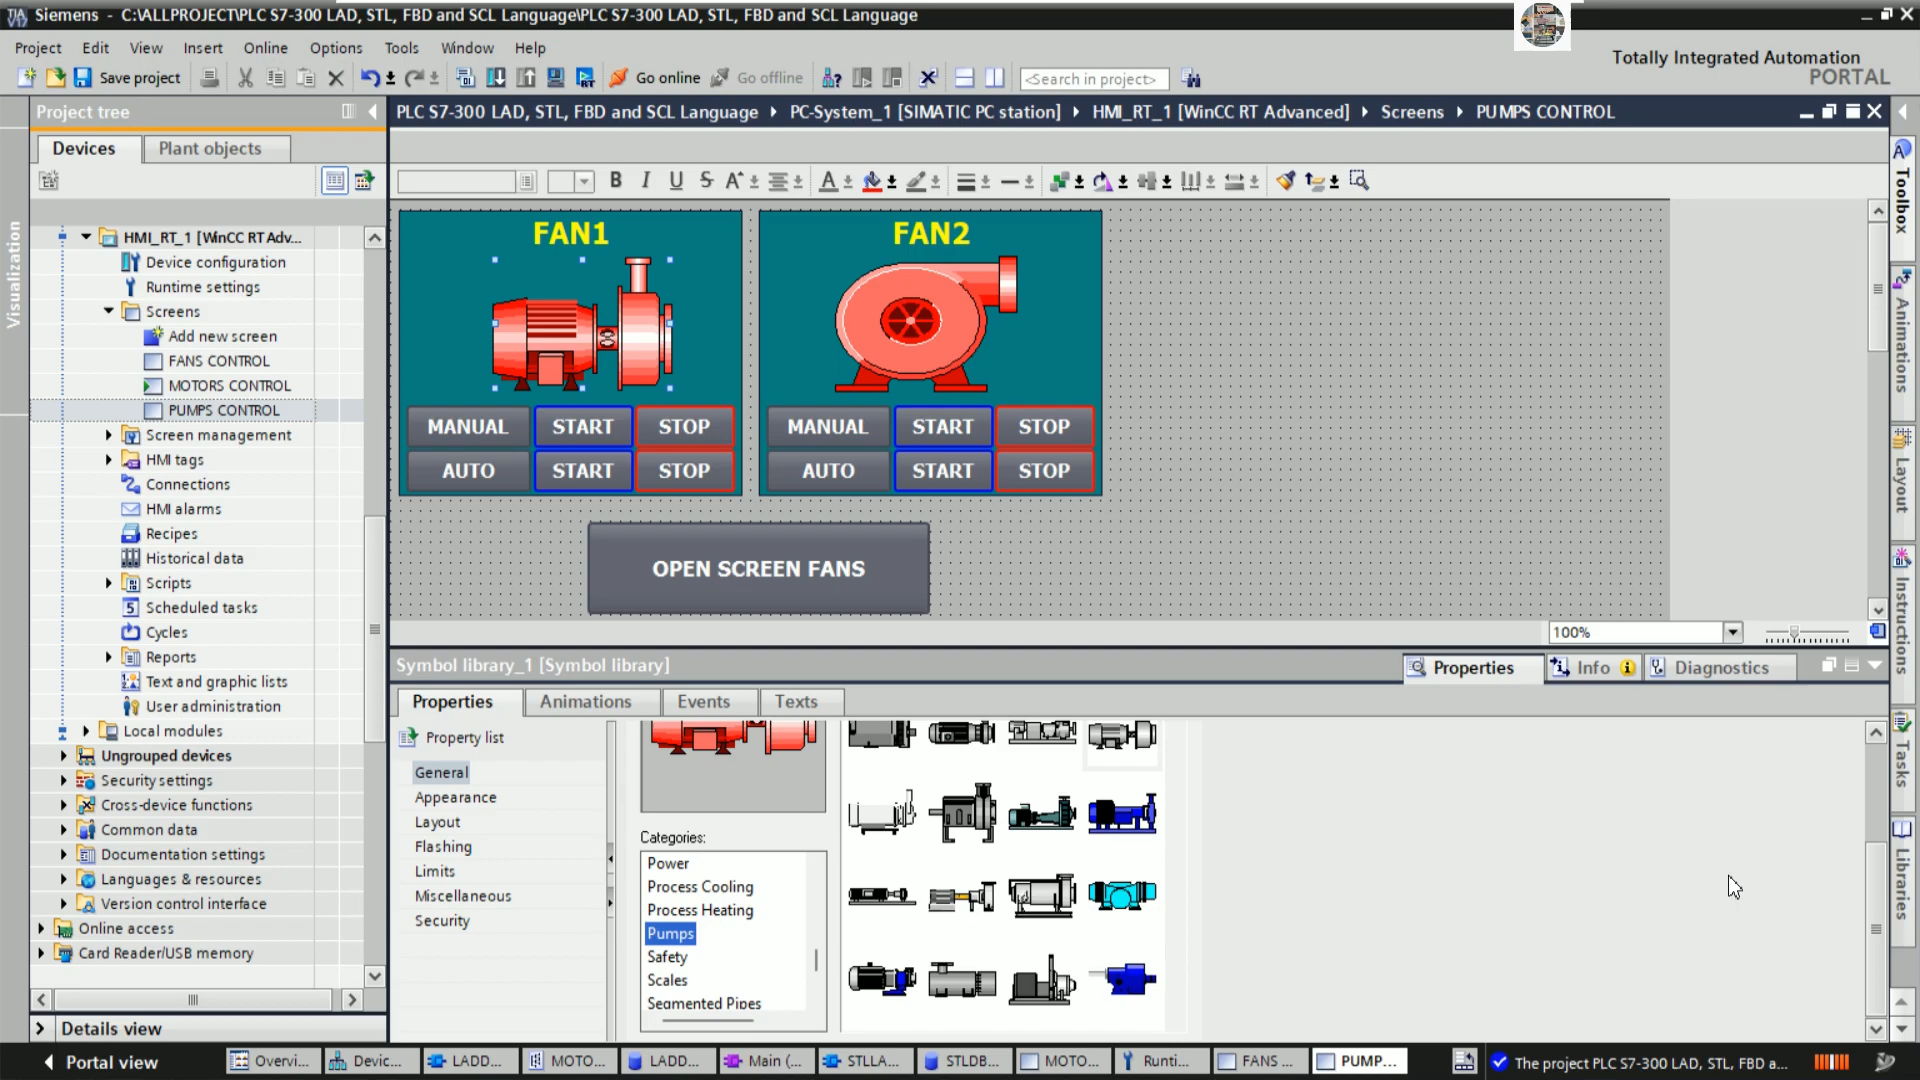 Siemens - C:\ALLPROJECT\PLC S7-300 LAD, STL, FBD and SCL Language\PLC S7-300 LAD, STL, FBD and SCL Language
Project Edit View Insert Online Options Tools Window Help
Totally Integrated Automation
PORTAL
Save project
Go online
Go offline
<Search in project>
Project tree
PLC S7-300 LAD, STL, FBD and SCL Language
PC-System_1 [SIMATIC PC station]
HMI_RT_1 [WinCC RT Advanced]
Screens
PUMPS CONTROL
Devices
Plant objects
B I U S A
Visualization
HMI_RT_1 [WinCC RT Adv...
Device configuration
Runtime settings
Screens
Add new screen
FANS CONTROL
MOTORS CONTROL
PUMPS CONTROL
Screen management
HMI tags
Connections
HMI alarms
Recipes
Historical data
Scripts
Scheduled tasks
Cycles
Reports
Text and graphic lists
User administration
Local modules
Ungrouped devices
Security settings
Cross-device functions
Common data
Documentation settings
Languages & resources
Version control interface
Online access
Card Reader/USB memory
Details view
FAN1
MANUAL START STOP
AUTO START STOP
FAN2
MANUAL START STOP
AUTO START STOP
OPEN SCREEN FANS
100%
Symbol library_1 [Symbol library]
Properties
Info
Diagnostics
Properties
Animations
Events
Texts
Property list
General
Appearance
Layout
Flashing
Limits
Miscellaneous
Security
Categories:
Power
Process Cooling
Process Heating
Pumps
Safety
Scales
Segmented Pipes
Toolbox
Animations
Layout
Instructions
Tasks
Libraries
Portal view
Overvi...
Devic...
LADD...
MOTO...
LADD...
Main (...
STLLA...
STLDB...
MOTO...
Runti...
FANS ...
PUMP...
The project PLC S7-300 LAD, STL, FBD a...